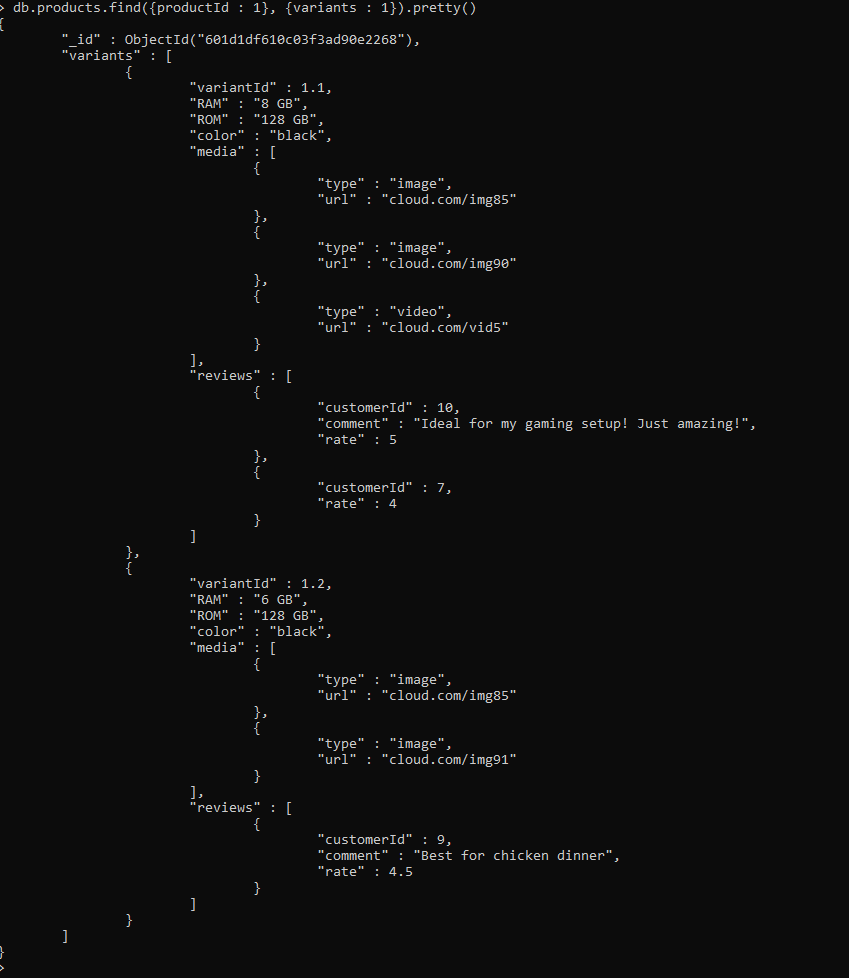 > db.products.find({productId : 1}, {variants : 1}).pretty()
{
        "_id" : ObjectId("601d1df610c03f3ad90e2268"),
        "variants" : [
                {
                        "variantId" : 1.1,
                        "RAM" : "8 GB",
                        "ROM" : "128 GB",
                        "color" : "black",
                        "media" : [
                                {
                                        "type" : "image",
                                        "url" : "cloud.com/img85"
                                },
                                {
                                        "type" : "image",
                                        "url" : "cloud.com/img90"
                                },
                                {
                                        "type" : "video",
                                        "url" : "cloud.com/vid5"
                                }
                        ],
                        "reviews" : [
                                {
                                        "customerId" : 10,
                                        "comment" : "Ideal for my gaming setup! Just amazing!",
                                        "rate" : 5
                                },
                                {
                                        "customerId" : 7,
                                        "rate" : 4
                                }
                        ]
                },
                {
                        "variantId" : 1.2,
                        "RAM" : "6 GB",
                        "ROM" : "128 GB",
                        "color" : "black",
                        "media" : [
                                {
                                        "type" : "image",
                                        "url" : "cloud.com/img85"
                                },
                                {
                                        "type" : "image",
                                        "url" : "cloud.com/img91"
                                }
                        ],
                        "reviews" : [
                                {
                                        "customerId" : 9,
                                        "comment" : "Best for chicken dinner",
                                        "rate" : 4.5
                                }
                        ]
                }
        ]
}
>